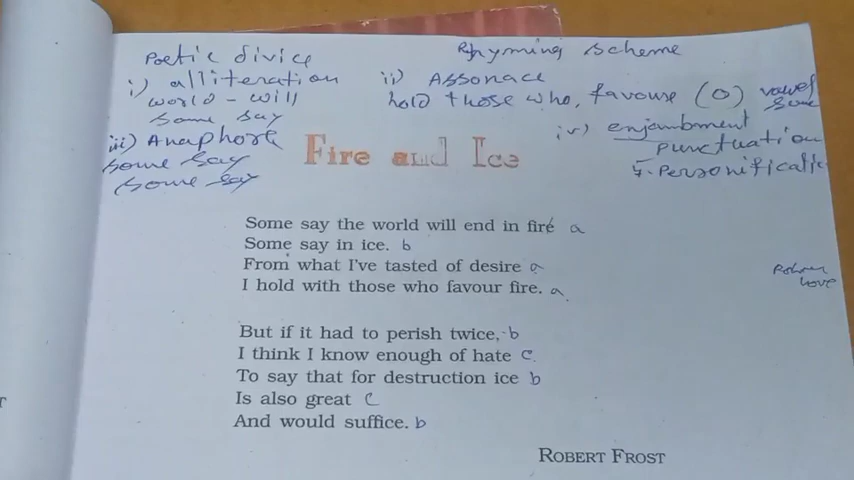 Poetic divice
Rhyming scheme
i) alliteration
world - will
some say
ii) Assonace
hold those who, favour (o) vowel
iii) Anaphora
some say
some say
iv) enjambment
punctuation
5. Personificatio
Fire and Ice
Some say the world will end in fire a
Some say in ice. b
From what I've tasted of desire a
I hold with those who favour fire. a
But if it had to perish twice, - b
I think I know enough of hate c
To say that for destruction ice b
Is also great c
And would suffice. b
love
ROBERT FROST